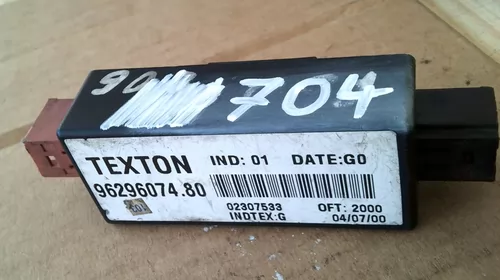 704
TEXTON IND: 01 DATE:G0
96296074.80
02307533 OFT: 2000
INDTEX:G 04/07/00